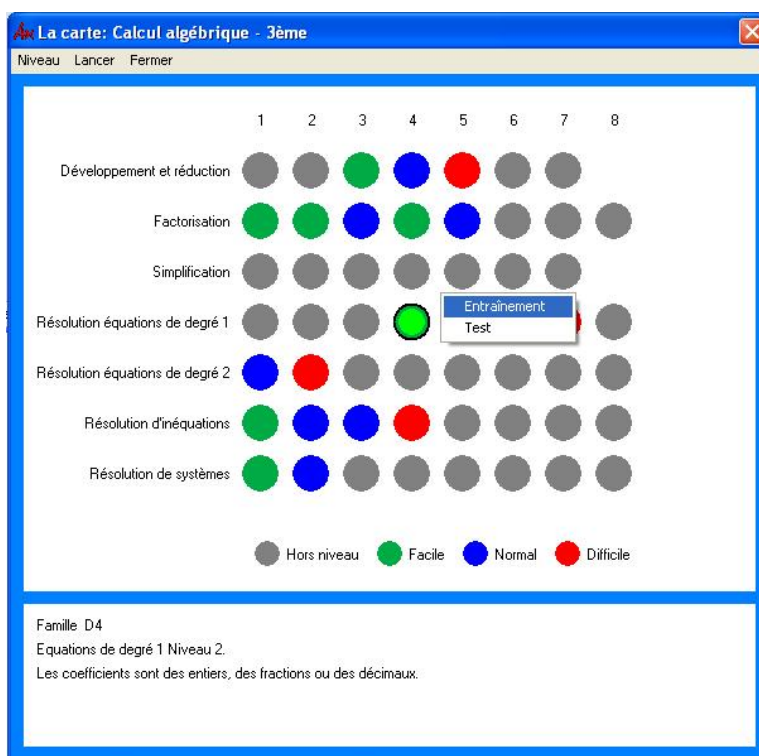 La carte: Calcul algébrique - 3ème
Niveau Lancer Fermer
1 2 3 4 5 6 7 8
Développement et réduction
Factorisation
Simplification
Résolution équations de degré 1
Entraînement
Test
Résolution équations de degré 2
Résolution d'inéquations
Résolution de systèmes
Hors niveau Facile Normal Difficile
Famille D4
Equations de degré 1 Niveau 2.
Les coefficients sont des entiers, des fractions ou des décimaux.